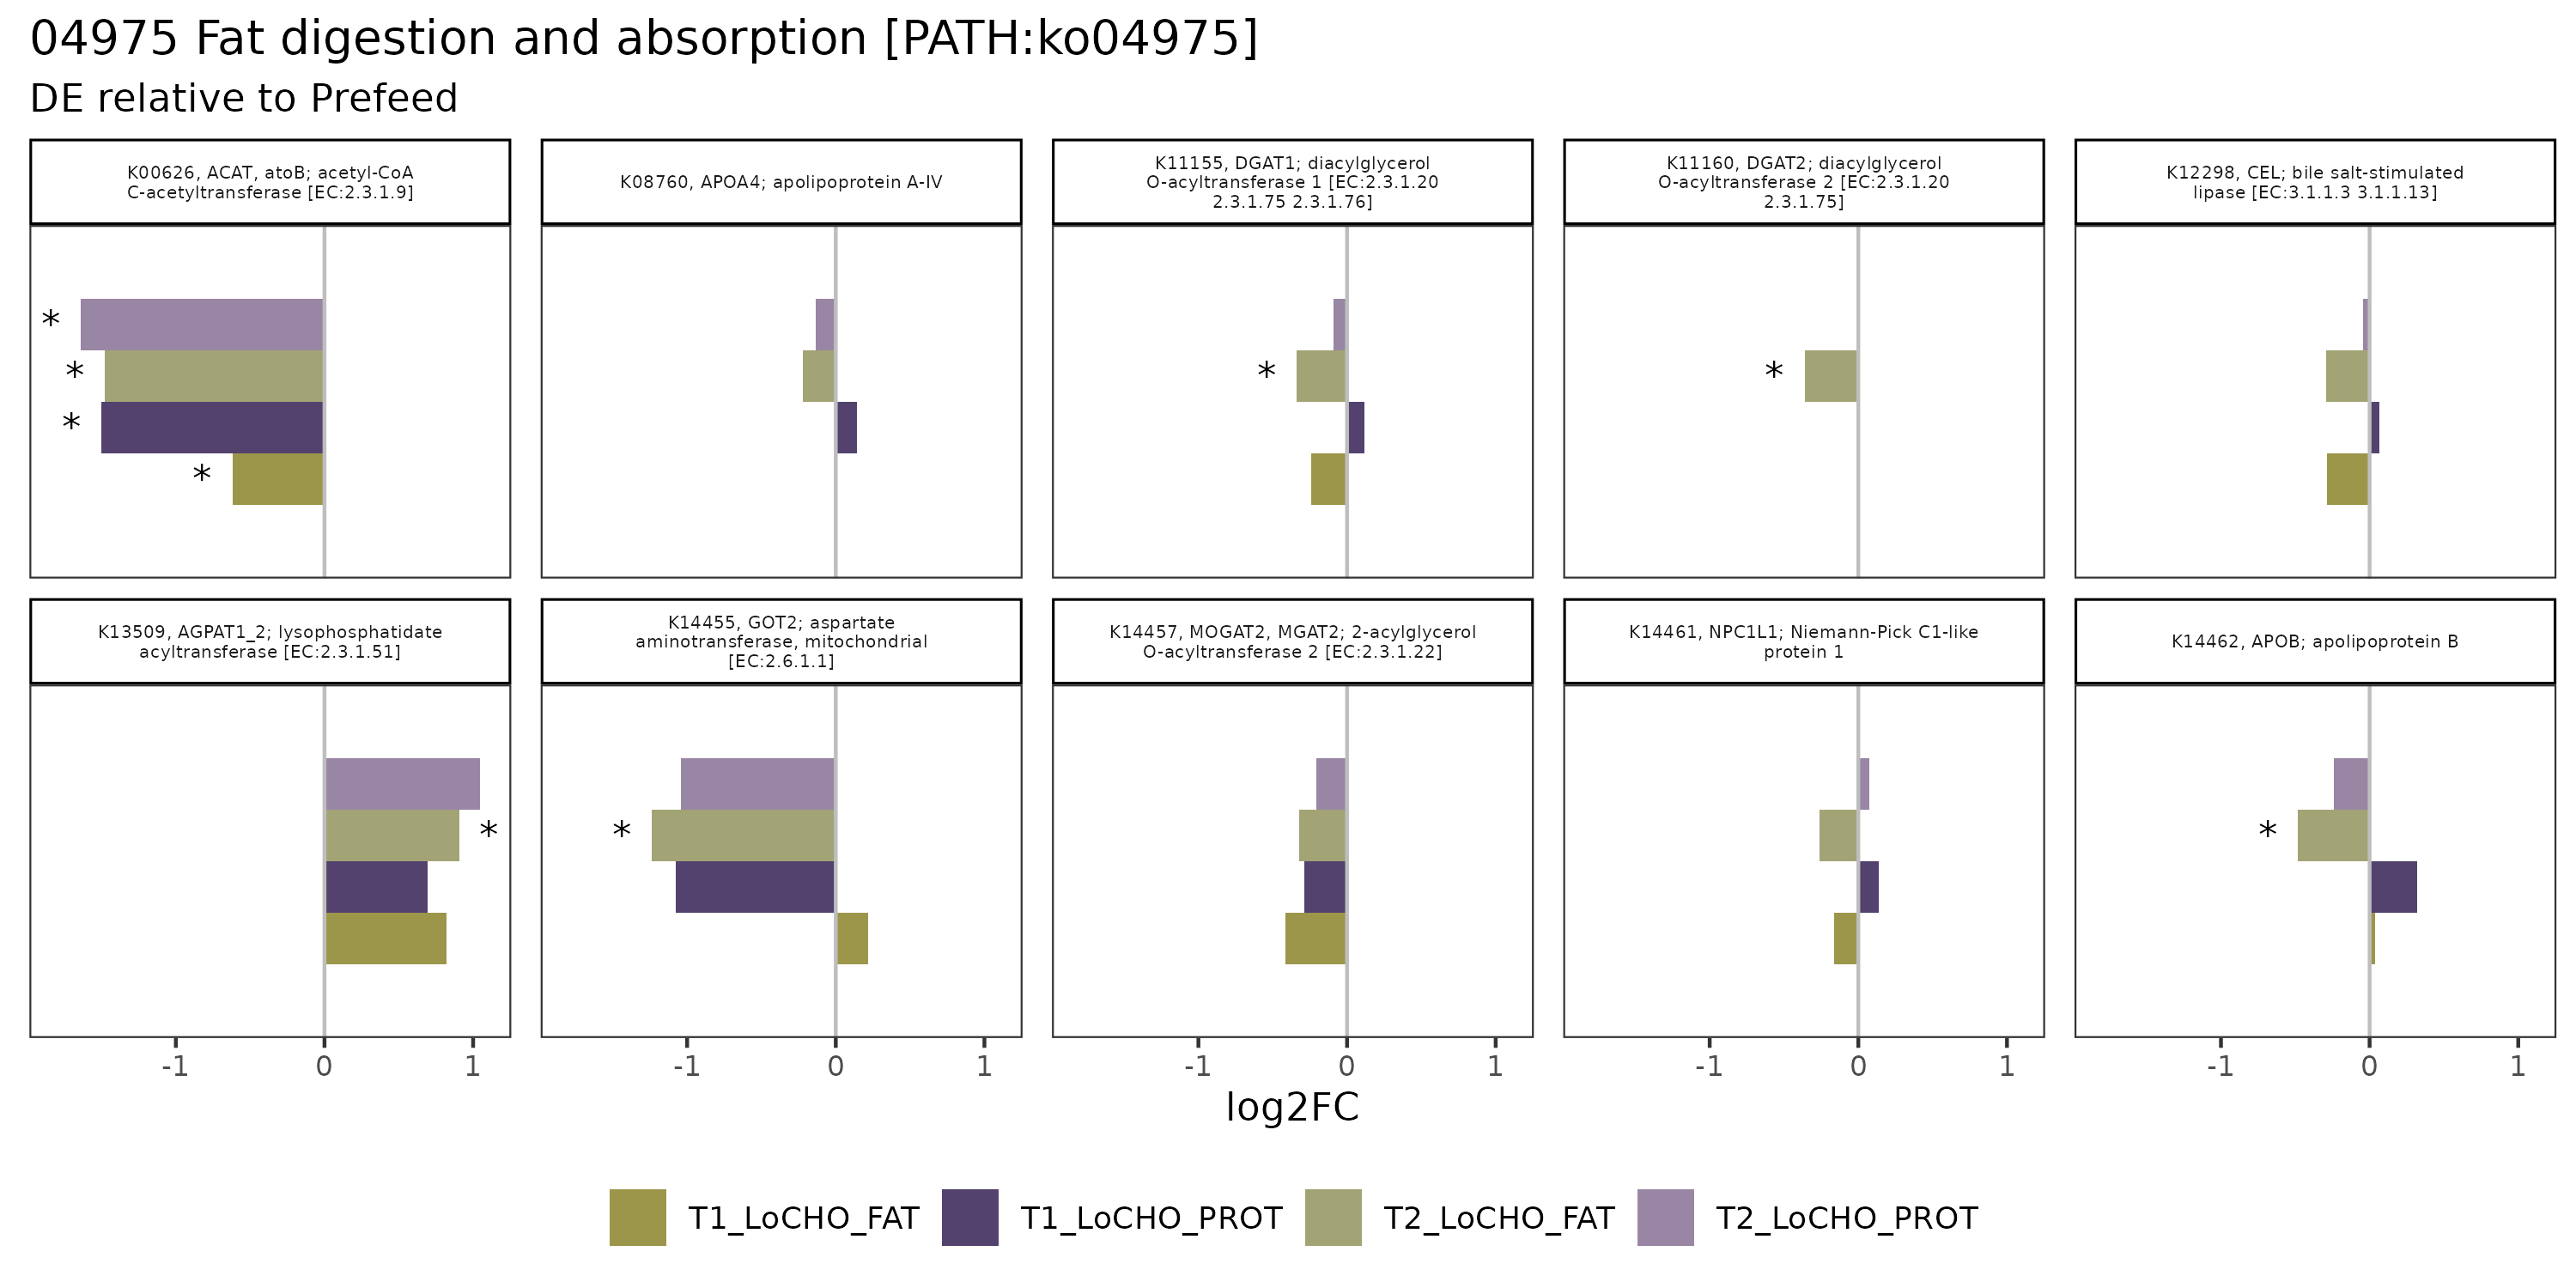 04975 Fat digestion and absorption [PATH:ko04975]
DE relative to Prefeed
K00626, ACAT, atoB; acetyl-CoA
C-acetyltransferase [EC:2.3.1.9]
K08760, APOA4; apolipoprotein A-IV
K11155, DGAT1; diacylglycerol
O-acyltransferase 1 [EC:2.3.1.20
2.3.1.75 2.3.1.76]
K11160, DGAT2; diacylglycerol
O-acyltransferase 2 [EC:2.3.1.20
2.3.1.75]
K12298, CEL; bile salt-stimulated
lipase [EC:3.1.1.3 3.1.1.13]
*
*
*
*
*
*
K13509, AGPAT1_2; lysophosphatidate
acyltransferase [EC:2.3.1.51]
K14455, GOT2; aspartate
aminotransferase, mitochondrial
[EC:2.6.1.1]
K14457, MOGAT2, MGAT2; 2-acylglycerol
O-acyltransferase 2 [EC:2.3.1.22]
K14461, NPC1L1; Niemann-Pick C1-like
protein 1
K14462, APOB; apolipoprotein B
*
*
*
-1 0 1 -1 0 1 -1 0 1 -1 0 1 -1 0 1
log2FC
T1_LoCHO_FAT T1_LoCHO_PROT T2_LoCHO_FAT T2_LoCHO_PROT